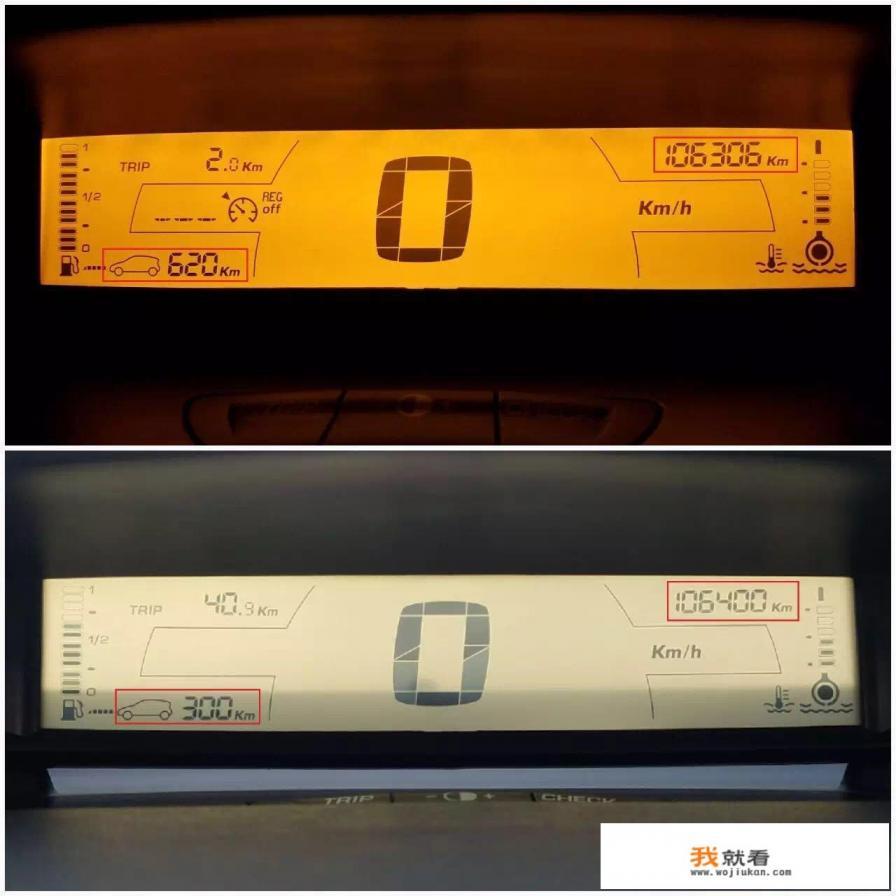 1
TRIP 2.0 Km
106306 Km
1/2
REG
off
--- --- ---
0
Km/h
0
620 Km
1
TRIP 40.9 Km
106400 Km
1/2
0
Km/h
0
300 Km
TRIP - + CHECK
我就看
www.wojiukan.com